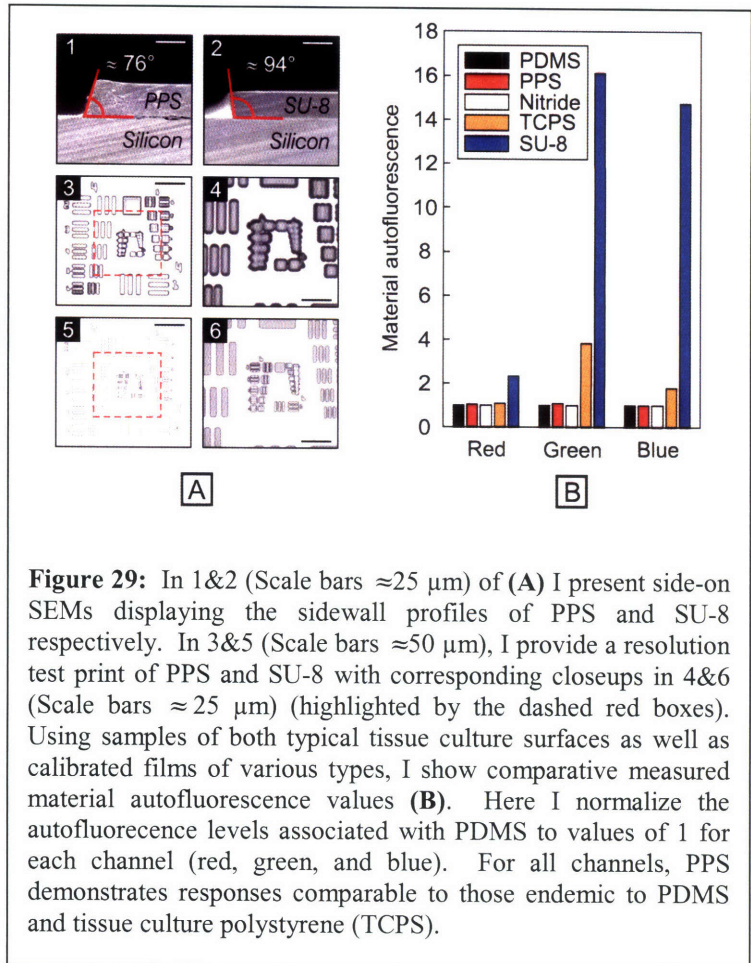 1
≈ 76°
PPS
Silicon
2
≈ 94°
SU-8
Silicon
3
4
5
6
A
18
16
14
12
10
8
6
4
2
0
Material autofluorescence
PDMS
PPS
Nitride
TCPS
SU-8
Red Green Blue
B
Figure 29: In 1&2 (Scale bars ≈25 µm) of (A) I present side-on
SEMs displaying the sidewall profiles of PPS and SU-8
respectively. In 3&5 (Scale bars ≈50 µm), I provide a resolution
test print of PPS and SU-8 with corresponding closeups in 4&6
(Scale bars ≈ 25 µm) (highlighted by the dashed red boxes).
Using samples of both typical tissue culture surfaces as well as
calibrated films of various types, I show comparative measured
material autofluorescence values (B). Here I normalize the
autofluorecence levels associated with PDMS to values of 1 for
each channel (red, green, and blue). For all channels, PPS
demonstrates responses comparable to those endemic to PDMS
and tissue culture polystyrene (TCPS).